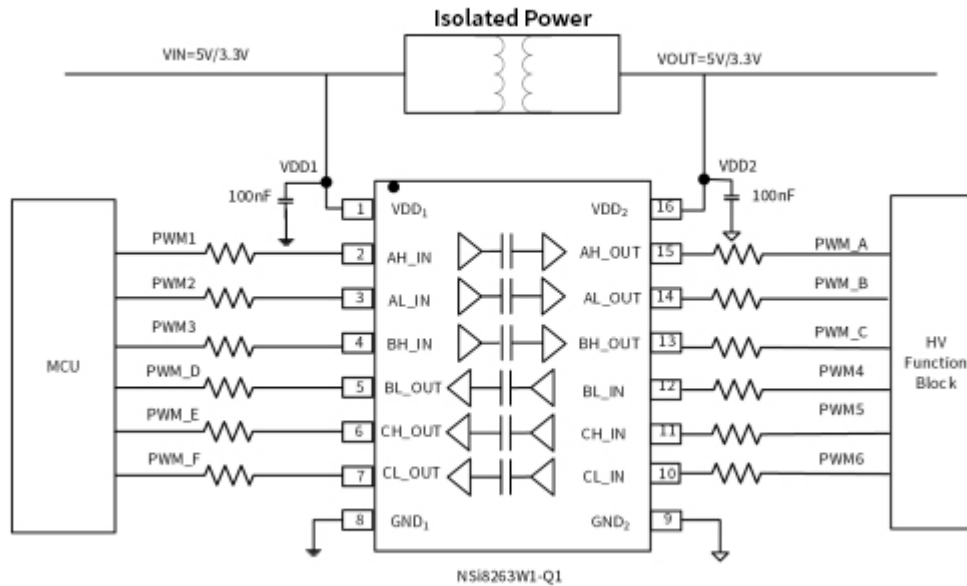 Isolated Power
VIN=5V/3.3V
VOUT=5V/3.3V
VDD1
VDD2
100nF
100nF
MCU
PWM1
PWM2
PWM3
PWM_D
PWM_E
PWM_F
1 VDD₁
2 AH_IN
3 AL_IN
4 BH_IN
5 BL_OUT
6 CH_OUT
7 CL_OUT
8 GND₁
VDD₂ 16
AH_OUT 15
AL_OUT 14
BH_OUT 13
BL_IN 12
CH_IN 11
CL_IN 10
GND₂ 9
PWM_A
PWM_B
PWM_C
PWM4
PWM5
PWM6
HV
Function
Block
NSi8263W1-Q1